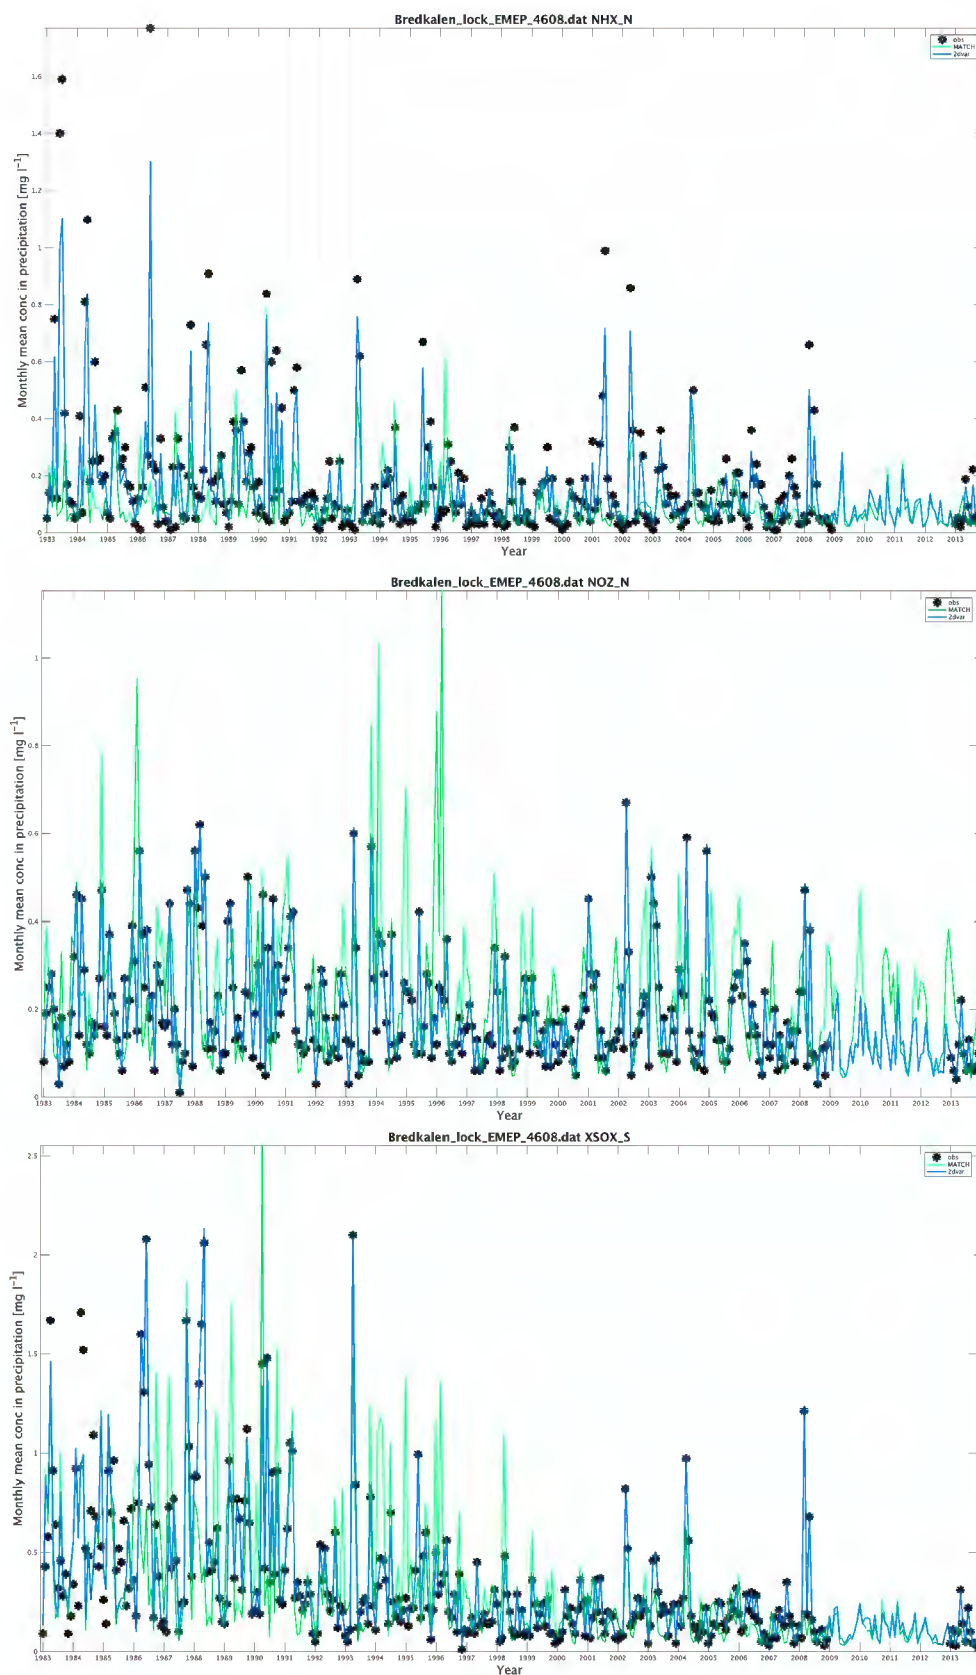 Bredkalen_lock_EMEP_4608.dat NHX_N
obs
MATCH
2dvar
Monthly mean conc in precipitation [mg l⁻¹]
1.6
1.4
1.2
1
0.8
0.6
0.4
0.2
0
1983 1984 1985 1986 1987 1988 1989 1990 1991 1992 1993 1994 1995 1996 1997 1998 1999 2000 2001 2002 2003 2004 2005 2006 2007 2008 2009 2010 2011 2012 2013
Year
Bredkalen_lock_EMEP_4608.dat NOZ_N
obs
MATCH
2dvar
Monthly mean conc in precipitation [mg l⁻¹]
1
0.8
0.6
0.4
0.2
0
1983 1984 1985 1986 1987 1988 1989 1990 1991 1992 1993 1994 1995 1996 1997 1998 1999 2000 2001 2002 2003 2004 2005 2006 2007 2008 2009 2010 2011 2012 2013
Year
Bredkalen_lock_EMEP_4608.dat XSOX_S
obs
MATCH
2dvar
Monthly mean conc in precipitation [mg l⁻¹]
2.5
2
1.5
1
0.5
0
1983 1984 1985 1986 1987 1988 1989 1990 1991 1992 1993 1994 1995 1996 1997 1998 1999 2000 2001 2002 2003 2004 2005 2006 2007 2008 2009 2010 2011 2012 2013
Year